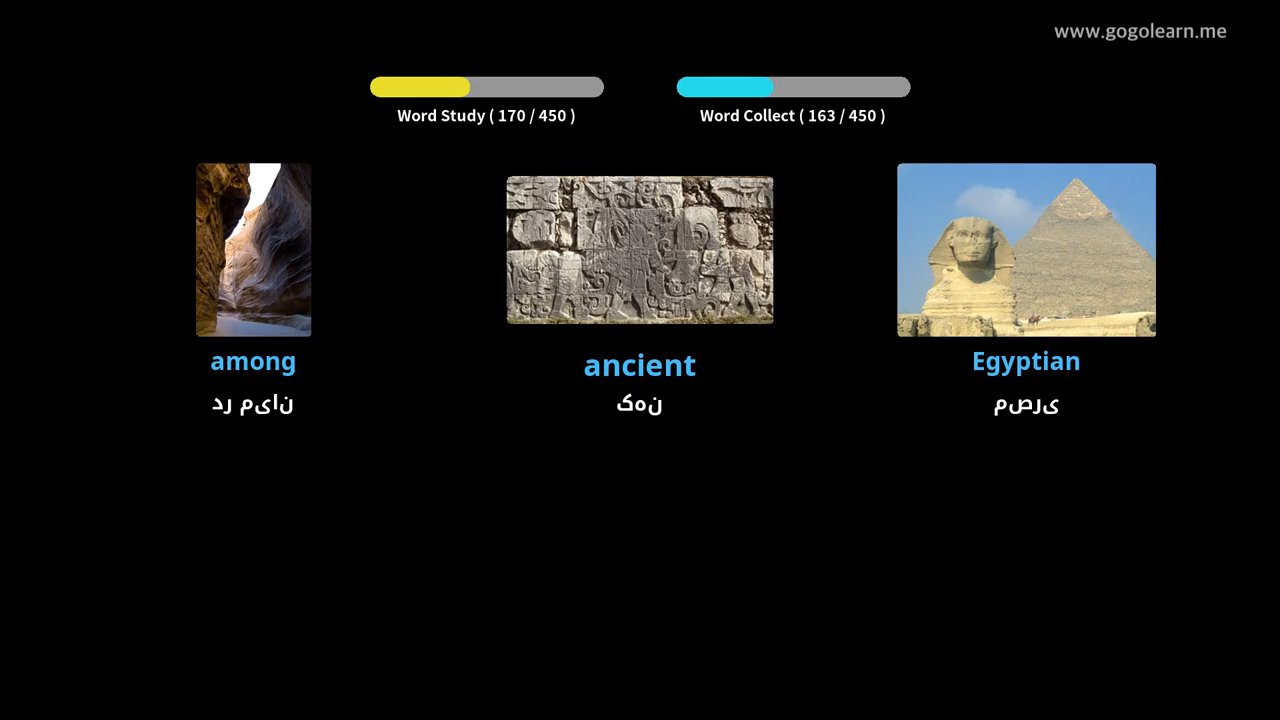 www.gogolearn.me
Word Study ( 170 / 450 )
Word Collect ( 163 / 450 )
among
ancient
Egyptian
در میان
کهن
مصری